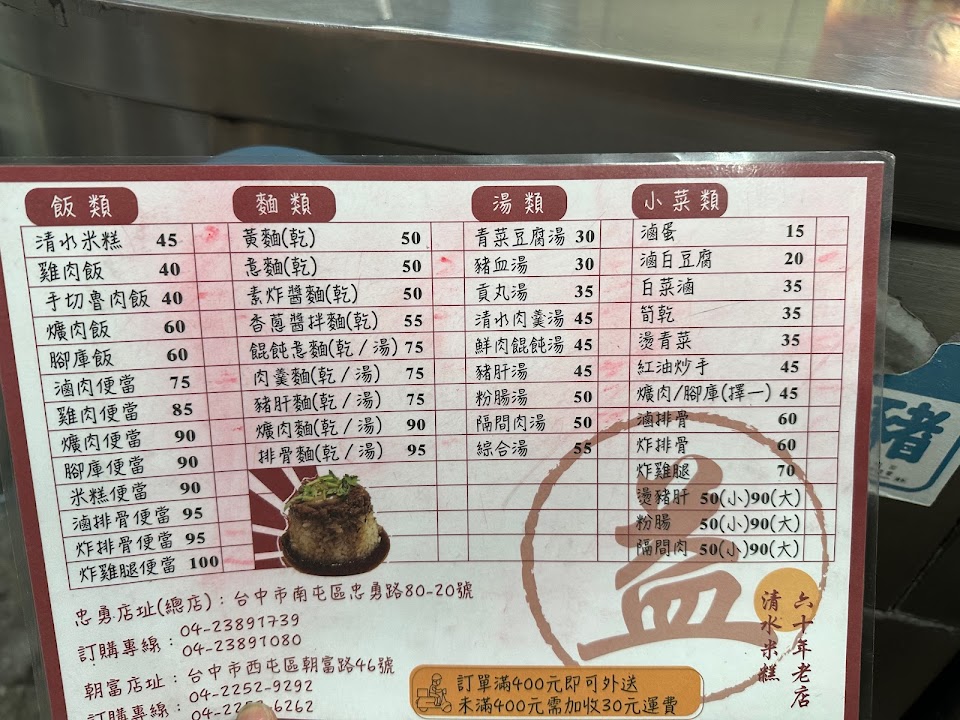 飯類
清水米糕 45
雞肉飯 40
手切魯肉飯 40
爌肉飯 60
腳庫飯 60
滷肉便當 75
雞肉便當 85
爌肉便當 90
腳庫便當 90
米糕便當 90
滷排骨便當 95
炸排骨便當 95
炸雞腿便當 100
麵類
黃麵(乾) 50
意麵(乾) 50
素炸醬麵(乾) 50
香蔥醬拌麵(乾) 55
餛飩意麵(乾/湯) 75
肉羹麵(乾/湯) 75
豬肝麵(乾/湯) 75
爌肉麵(乾/湯) 90
排骨麵(乾/湯) 95
湯類
青菜豆腐湯 30
豬血湯 30
貢丸湯 35
清水肉羹湯 45
鮮肉餛飩湯 45
豬肝湯 45
粉腸湯 50
隔間肉湯 50
綜合湯 55
小菜類
滷蛋 15
滷白豆腐 20
白菜滷 35
筍乾 35
燙青菜 35
紅油炒手 45
爌肉/腳庫(擇一) 45
滷排骨 60
炸排骨 60
炸雞腿 70
燙豬肝 50(小)90(大)
粉腸 50(小)90(大)
隔間肉 50(小)90(大)
忠勇店址(總店)：台中市南屯區忠勇路80-20號
訂購專線：04-23891739
04-23891080
朝富店址：台中市西屯區朝富路46號
訂購專線：04-2252-9292
6262
訂單滿400元即可外送
未滿400元需加收30元運費
六十年老店
清水米糕
豬